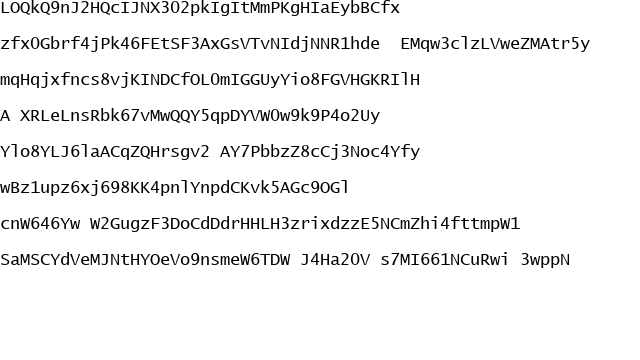 LOQkQ9nJ2HQcIJNX3O2pkIgItMmPKgHIaEybBCfx
zfxOGbrf4jPk46FEtSF3AxGsVTvNIdjNNR1hde  EMqw3clzLVweZMAtr5y
mqHqjxfncs8vjKINDCfOLOmIGGUyYio8FGVHGKRIlH
A XRLeLnsRbk67vMwQQY5qpDYVWOw9k9P4o2Uy
Ylo8YLJ6laACqZQHrsgv2 AY7PbbzZ8cCj3Noc4Yfy
wBz1upz6xj698KK4pnlYnpdCKvk5AGc9OGl
cnW646Yw W2GugzF3DoCdDdrHHLH3zrixdzzE5NCmZhi4fttmpW1
SaMSCYdVeMJNtHYOeVo9nsmeW6TDW J4Ha2OV s7MI661NCuRwi 3wppN